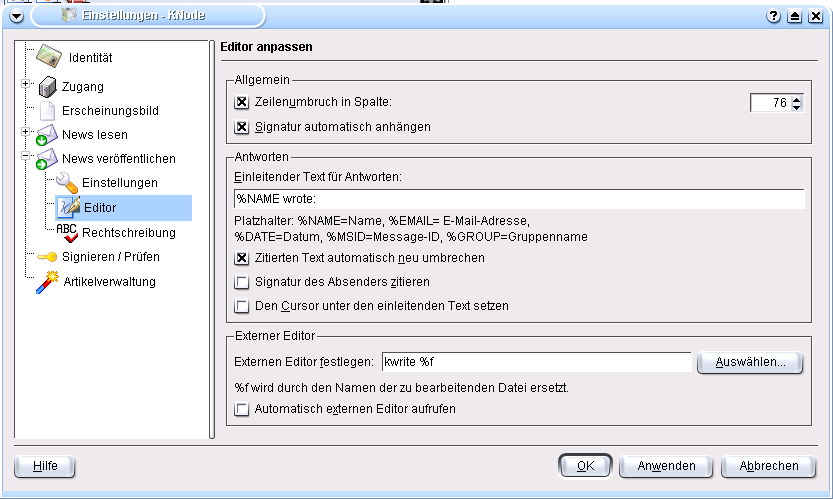 Einstellungen - KNode
Identität
Zugang
Erscheinungsbild
News lesen
News veröffentlichen
Einstellungen
Editor
ABC Rechtschreibung
Signieren / Prüfen
Artikelverwaltung
Editor anpassen
Allgemein
Zeilenumbruch in Spalte: 76
Signatur automatisch anhängen
Antworten
Einleitender Text für Antworten:
%NAME wrote:
Platzhalter: %NAME=Name, %EMAIL= E-Mail-Adresse,
%DATE=Datum, %MSID=Message-ID, %GROUP=Gruppenname
Zitierten Text automatisch neu umbrechen
Signatur des Absenders zitieren
Den Cursor unter den einleitenden Text setzen
Externer Editor
Externen Editor festlegen: kwrite %f Auswählen...
%f wird durch den Namen der zu bearbeitenden Datei ersetzt.
Automatisch externen Editor aufrufen
Hilfe OK Anwenden Abbrechen